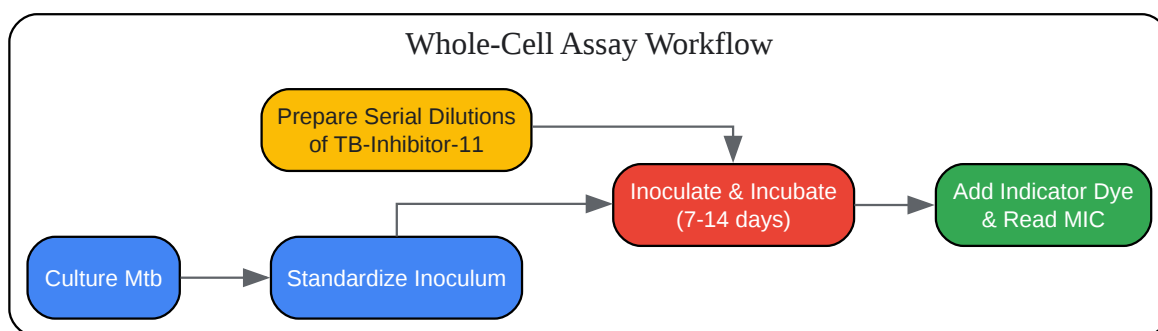 Whole-Cell Assay Workflow
Prepare Serial Dilutions
of TB-Inhibitor-11
Inoculate & Incubate
(7-14 days)
Add Indicator Dye
& Read MIC
Culture Mtb
Standardize Inoculum